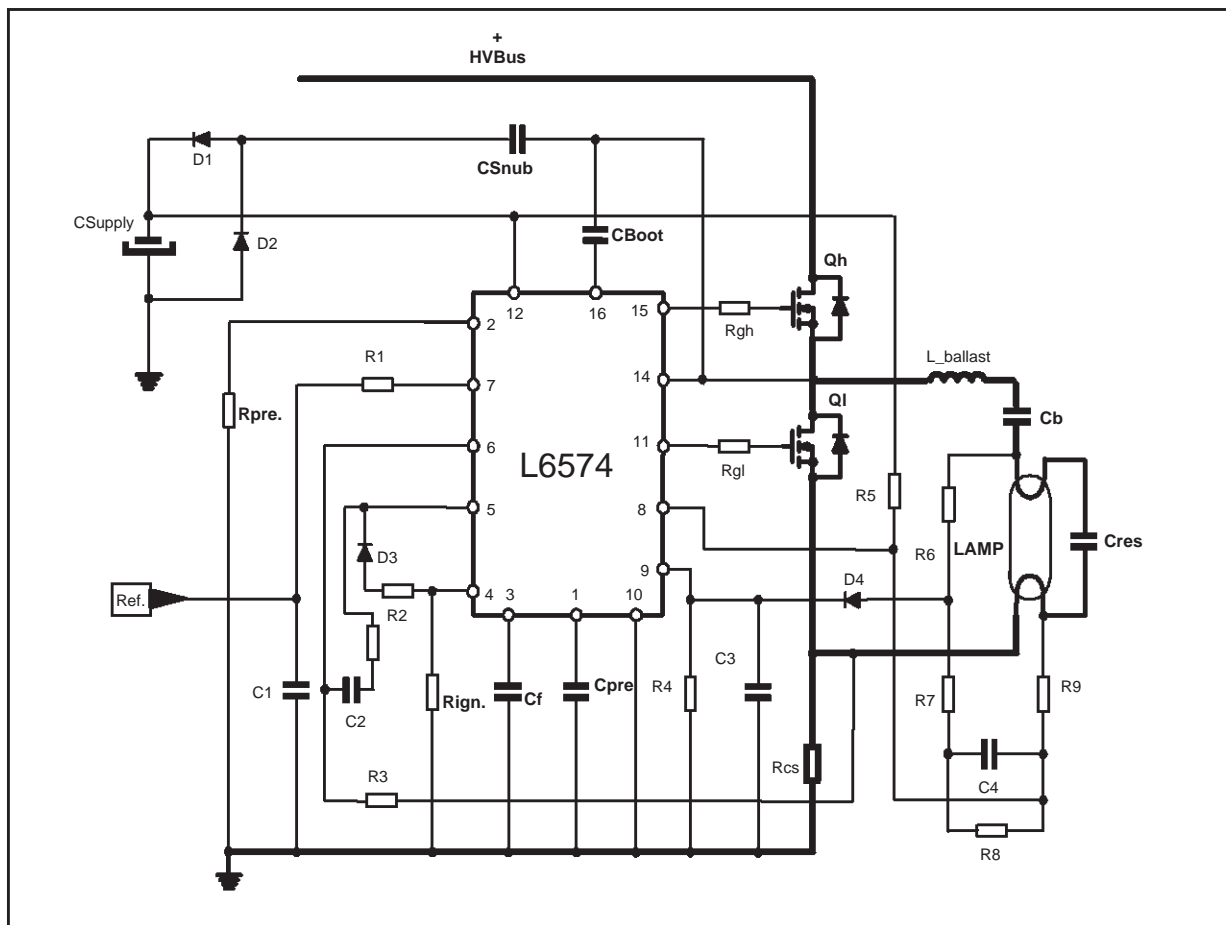 +
HVBus
D1
CSnub
CSupply
D2
CBoot
Qh
12
16
15
2
Rgh
L_ballast
R1
7
14
Ql
Cb
Rpre.
6
11
L6574
Rgl
R5
5
8
D3
R6
LAMP
Cres
9
D4
Ref.
4
3
1
10
R2
C3
C1
Rign.
Cf
Cpre
R4
R7
R9
C2
Rcs
R3
C4
R8